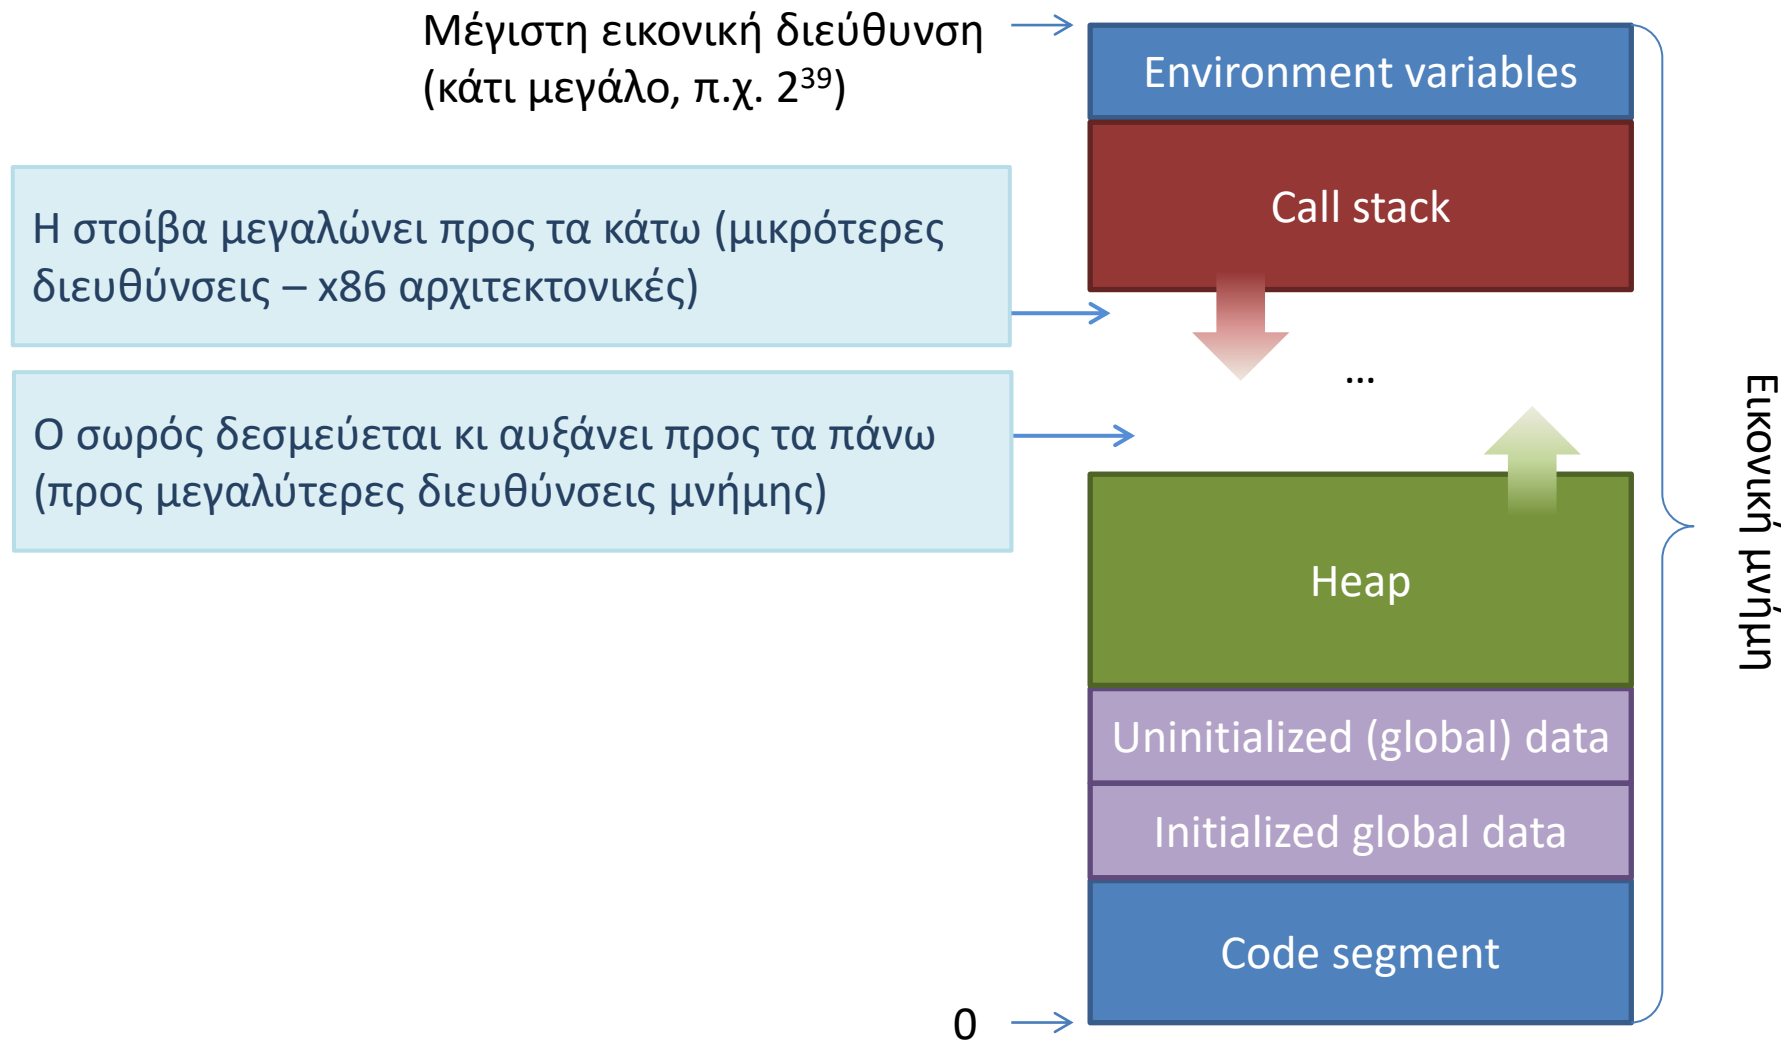 Μέγιστη εικονική διεύθυνση
(κάτι μεγάλο, π.χ. 2³⁹)
Environment variables
Call stack
Η στοίβα μεγαλώνει προς τα κάτω (μικρότερες
διευθύνσεις – x86 αρχιτεκτονικές)
...
Ο σωρός δεσμεύεται κι αυξάνει προς τα πάνω
(προς μεγαλύτερες διευθύνσεις μνήμης)
Heap
Uninitialized (global) data
Initialized global data
Code segment
0
Εικονική μνήμη